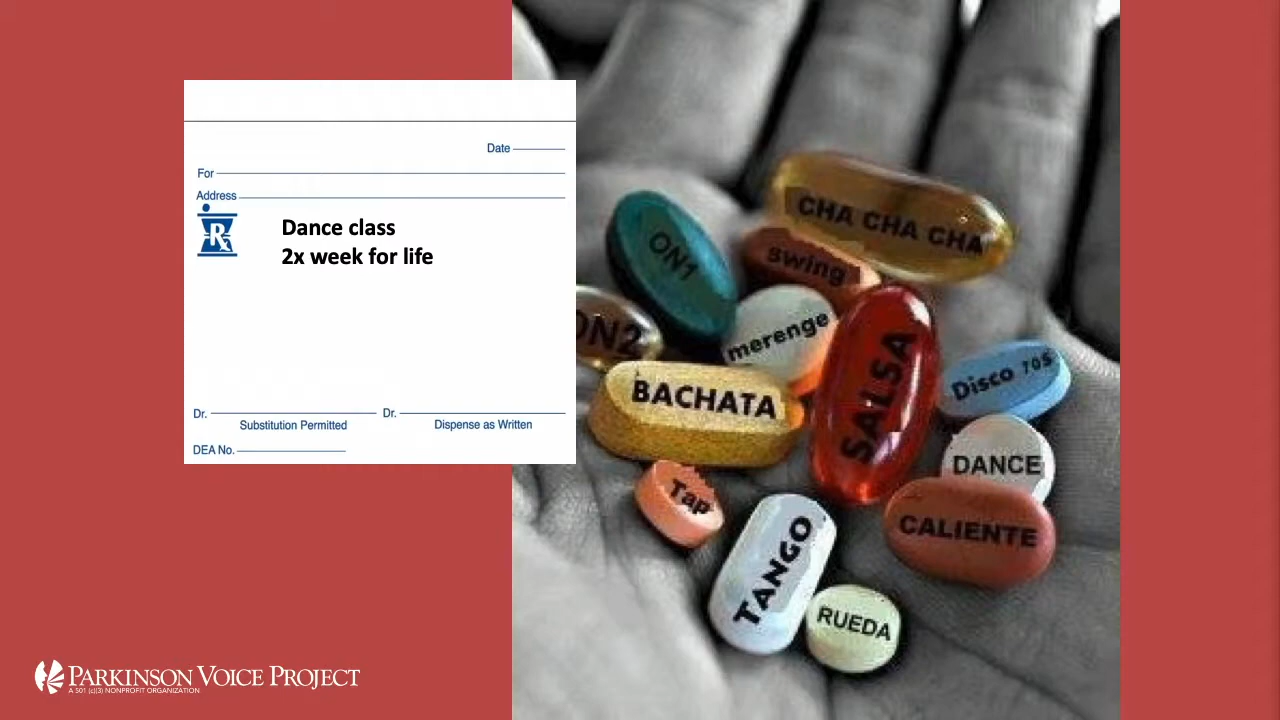 Date
For
Address
Rx
Dance class
2x week for life
Dr.
Substitution Permitted
Dr.
Dispense as Written
DEA No.
CHA CHA CHA
ON1
swing
ON2
merenge
SALSA
Disco 70s
BACHATA
DANCE
Tap
CALIENTE
TANGO
RUEDA
PARKINSON VOICE PROJECT
A 501 (c)(3) NONPROFIT ORGANIZATION